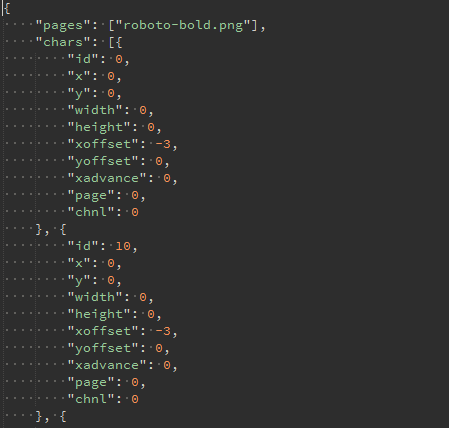 {
    "pages": ["roboto-bold.png"],
    "chars": [{
        "id": 0,
        "x": 0,
        "y": 0,
        "width": 0,
        "height": 0,
        "xoffset": -3,
        "yoffset": 0,
        "xadvance": 0,
        "page": 0,
        "chnl": 0
    }, {
        "id": 10,
        "x": 0,
        "y": 0,
        "width": 0,
        "height": 0,
        "xoffset": -3,
        "yoffset": 0,
        "xadvance": 0,
        "page": 0,
        "chnl": 0
    }, {